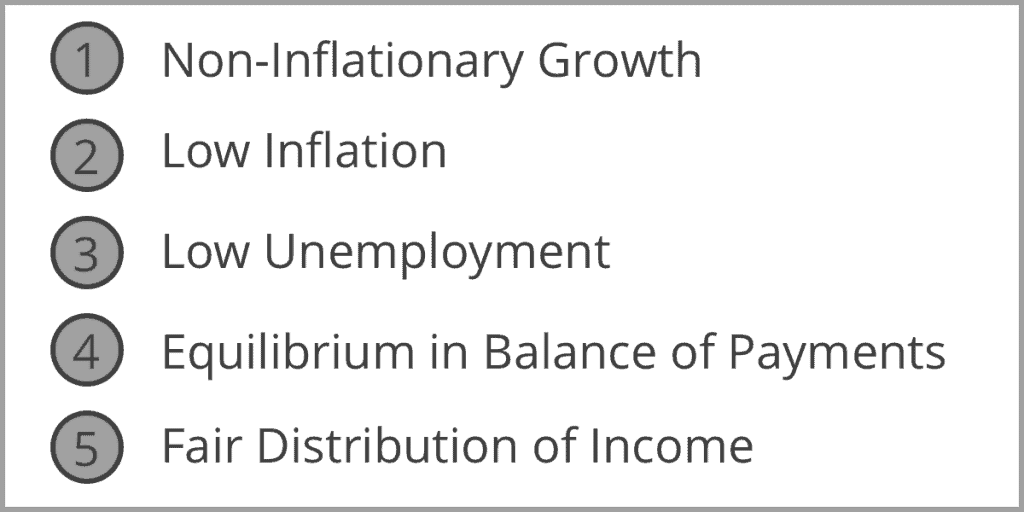 1 Non-Inflationary Growth
2 Low Inflation
3 Low Unemployment
4 Equilibrium in Balance of Payments
5 Fair Distribution of Income